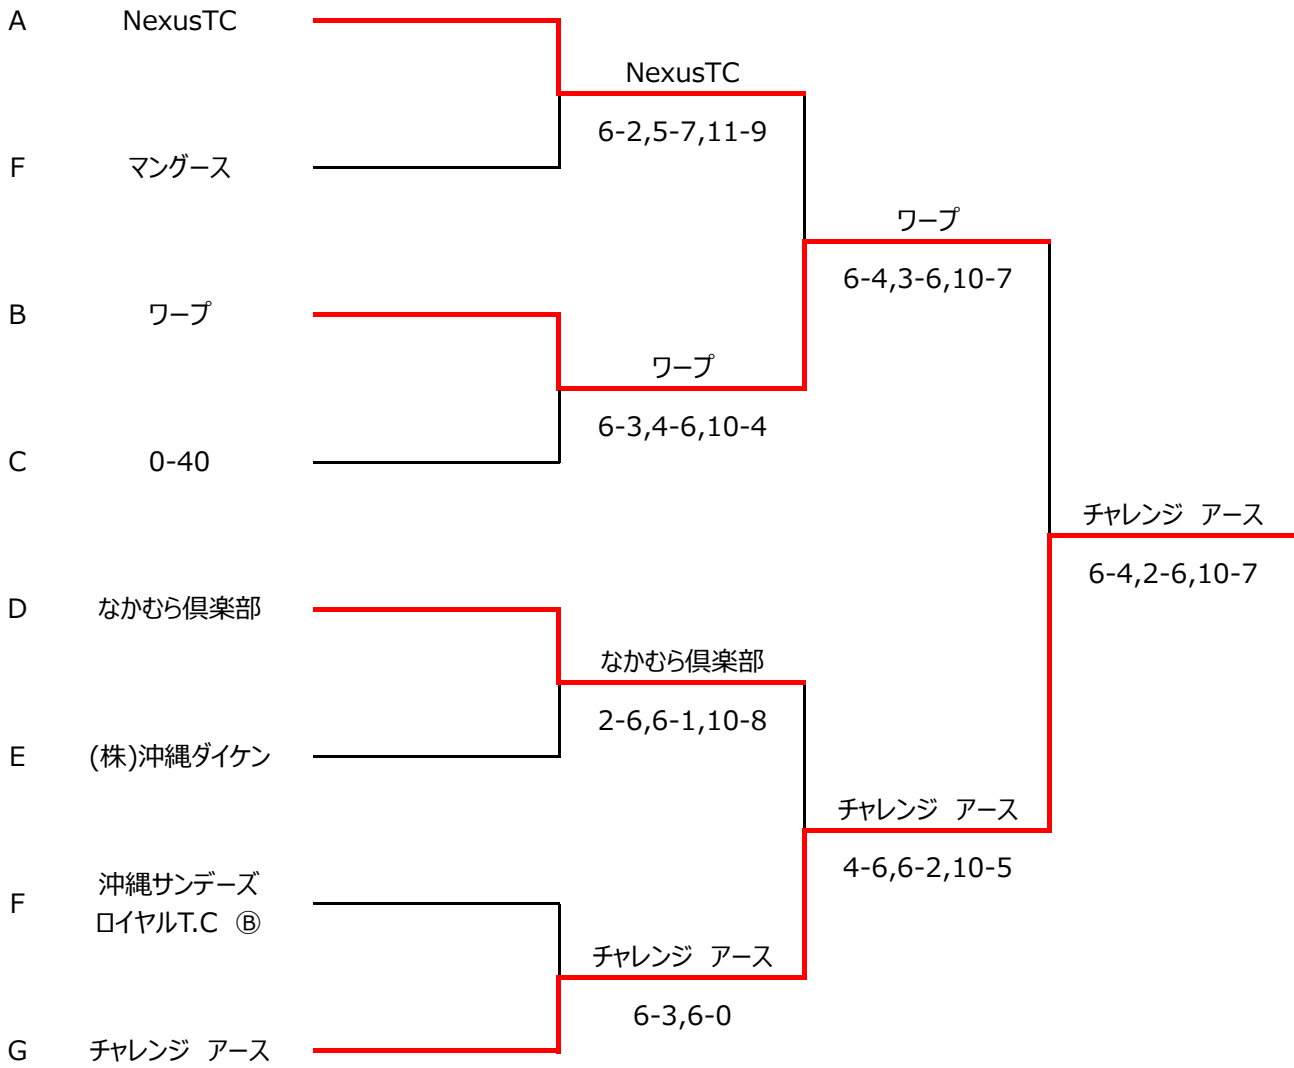 A NexusTC
NexusTC
6-2,5-7,11-9
F マングース
ワープ
6-4,3-6,10-7
B ワープ
ワープ
6-3,4-6,10-4
C 0-40
チャレンジ　アース
6-4,2-6,10-7
D なかむら倶楽部
なかむら倶楽部
2-6,6-1,10-8
E (株)沖縄ダイケン
チャレンジ　アース
4-6,6-2,10-5
F 沖縄サンデーズ
ロイヤルT.C　Ⓑ
チャレンジ　アース
6-3,6-0
G チャレンジ　アース